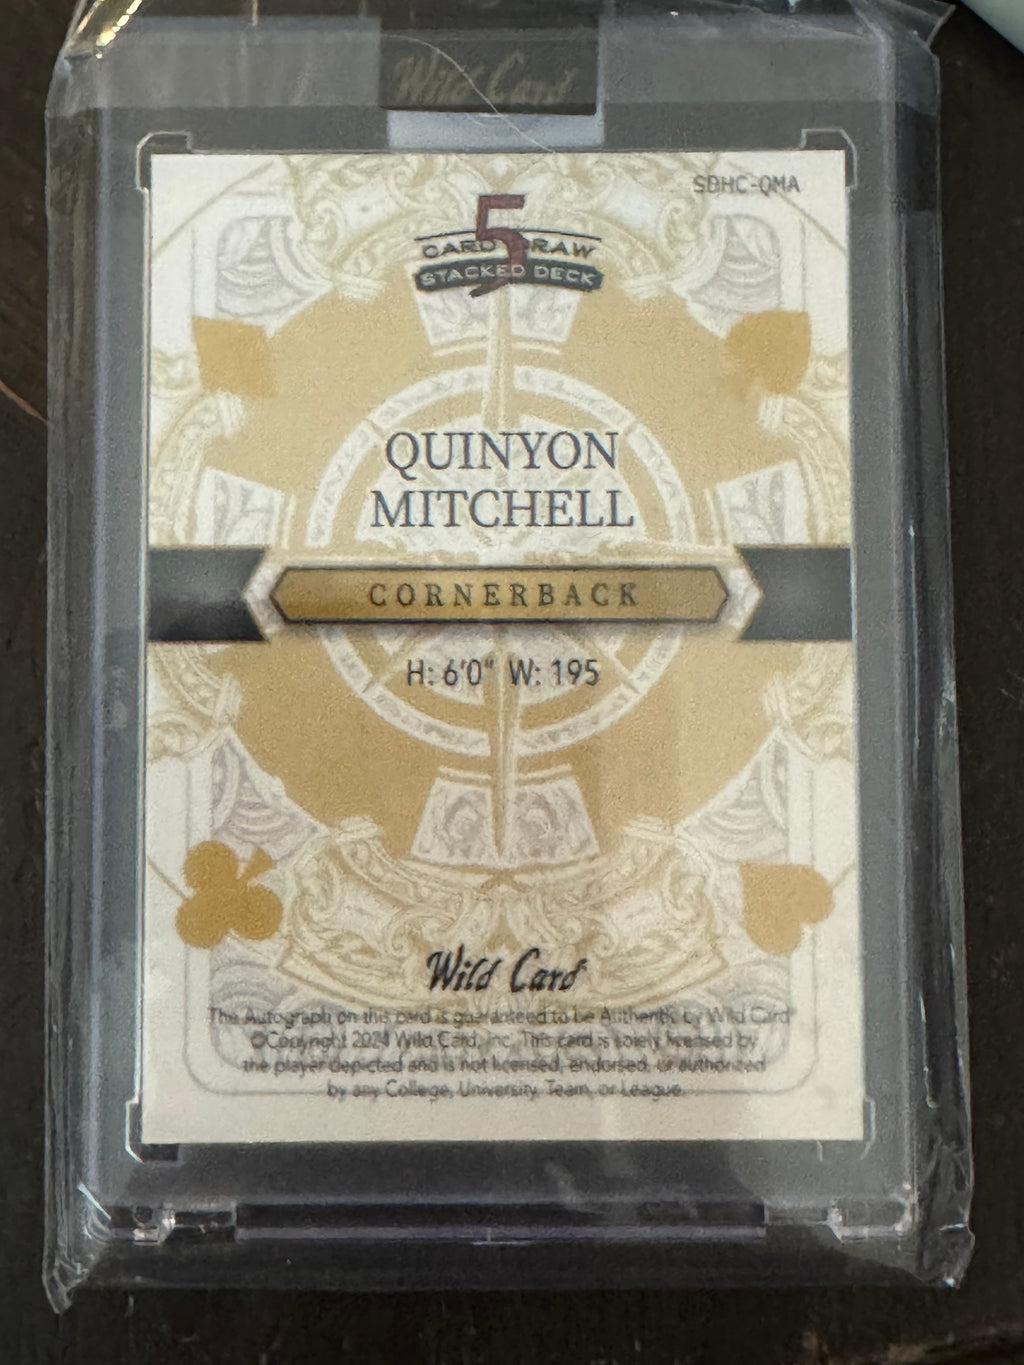 Wild Card
SDHC-QMA
5
CARD DRAW
STACKED DECK
QUINYON
MITCHELL
CORNERBACK
H: 6'0" W: 195
Wild Card
The Autograph on this card is guaranteed to be Authentic by Wild Card
©Copyright 2024 Wild Card, Inc. This card is solely licensed by
the player depicted and is not licensed, endorsed, or authorized
by any College, University, Team, or League.